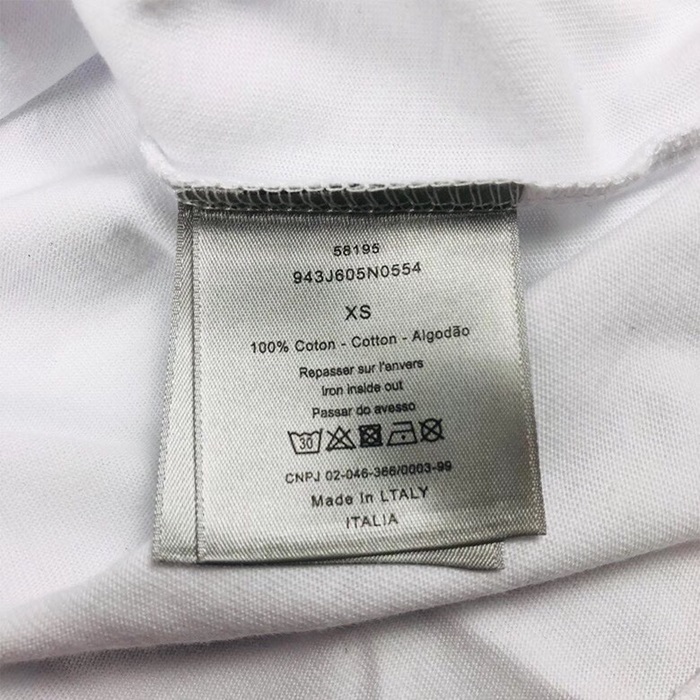 58195
943J605N0554
XS
100% Coton - Cotton - Algodão
Repasser sur l'anvers
Iron inside out
Passar do avesso
30
CNPJ 02-046-366/0003-99
Made In LTALY
ITALIA